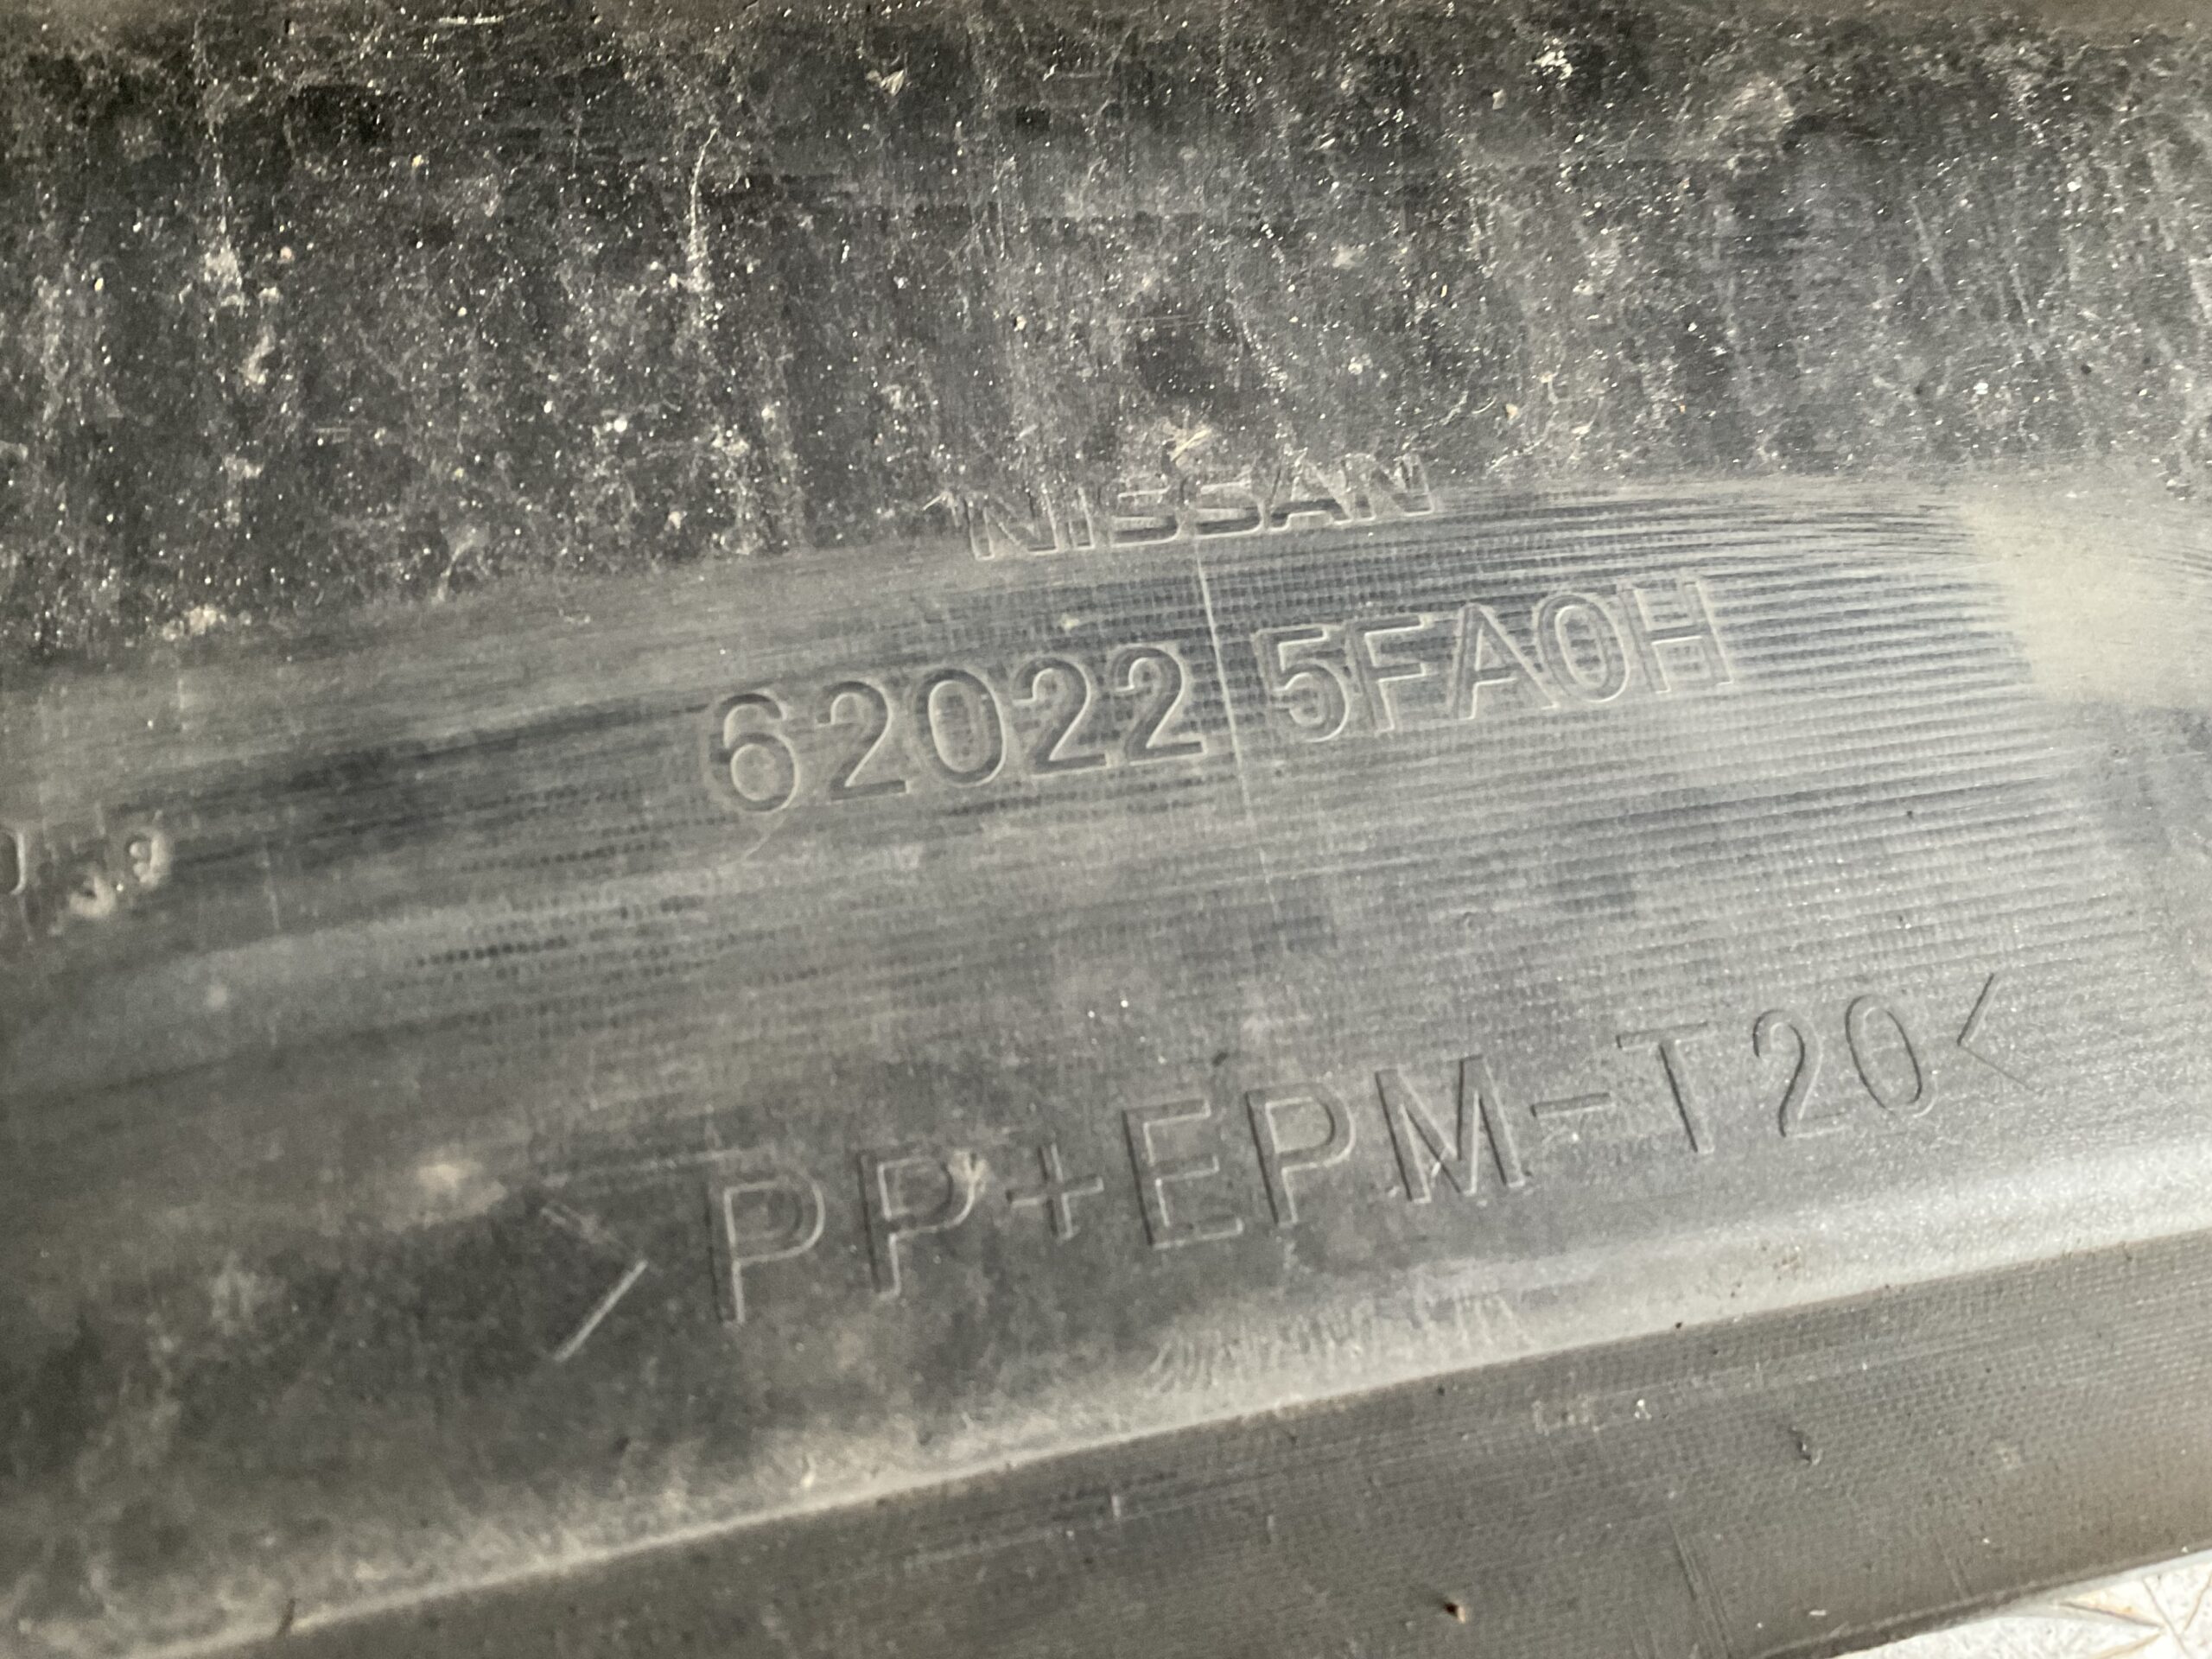 NISSAN
62022 5FA0H
>PP+EPM-T20<